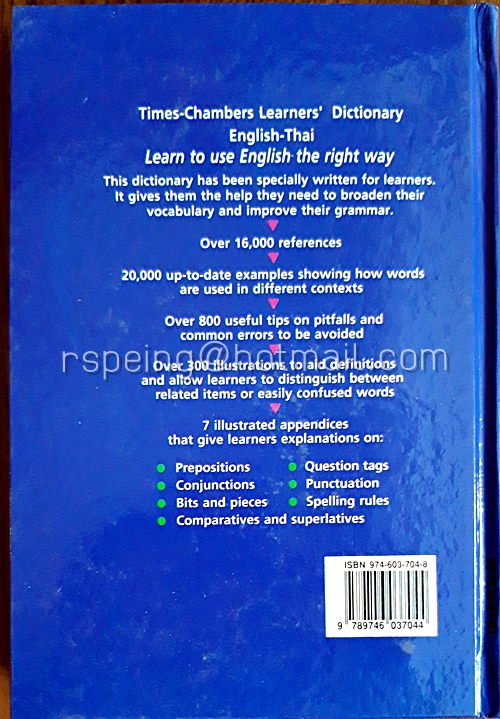 Times-Chambers Learners' Dictionary
English-Thai
Learn to use English the right way
This dictionary has been specially written for learners.
It gives them the help they need to broaden their
vocabulary and improve their grammar.
Over 16,000 references
20,000 up-to-date examples showing how words
are used in different contexts
Over 800 useful tips on pitfalls and
common errors to be avoided
rspeing@hotmail.com
Over 300 illustrations to aid definitions
and allow learners to distinguish between
related items or easily confused words
7 illustrated appendices
that give learners explanations on:
Prepositions Question tags
Conjunctions Punctuation
Bits and pieces Spelling rules
Comparatives and superlatives
ISBN 974-603-704-8
9 789746 037044